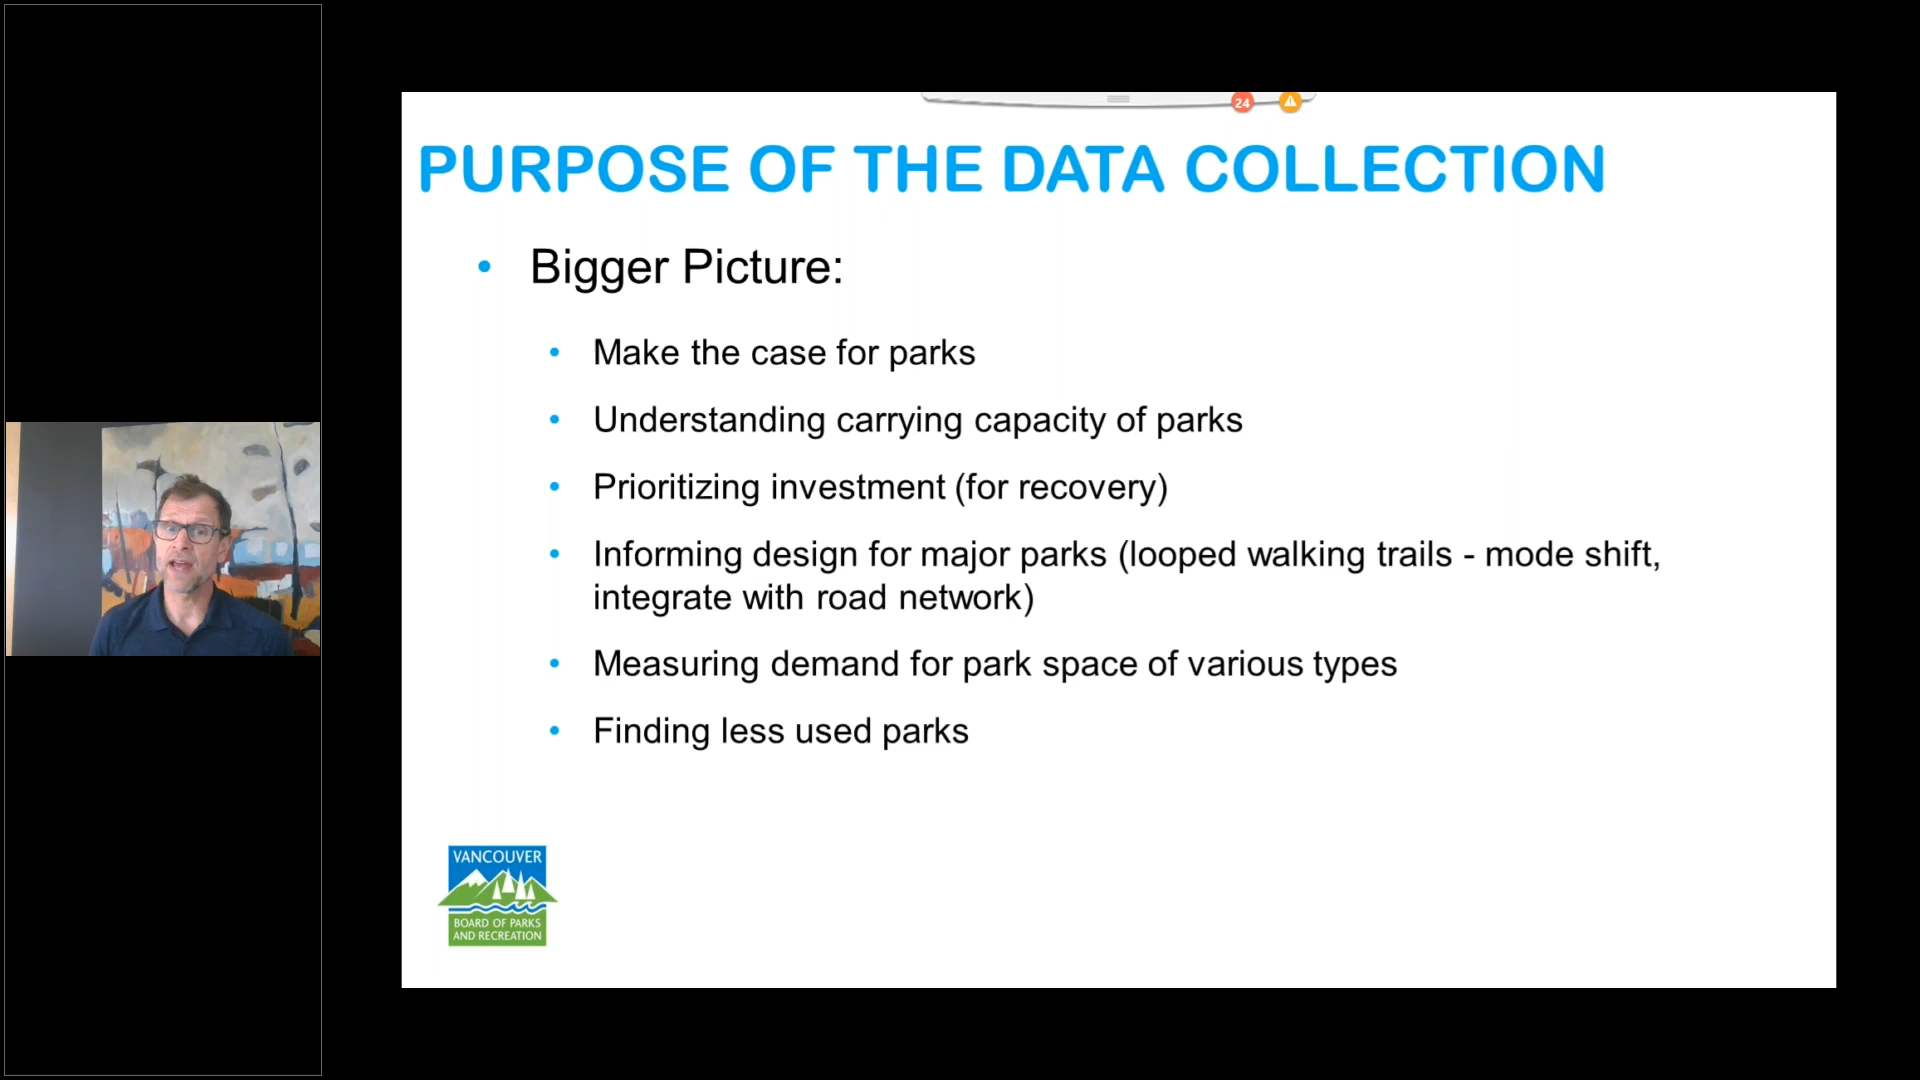 24
PURPOSE OF THE DATA COLLECTION
• Bigger Picture:
• Make the case for parks
• Understanding carrying capacity of parks
• Prioritizing investment (for recovery)
• Informing design for major parks (looped walking trails - mode shift,
integrate with road network)
• Measuring demand for park space of various types
• Finding less used parks
VANCOUVER
BOARD OF PARKS
AND RECREATION